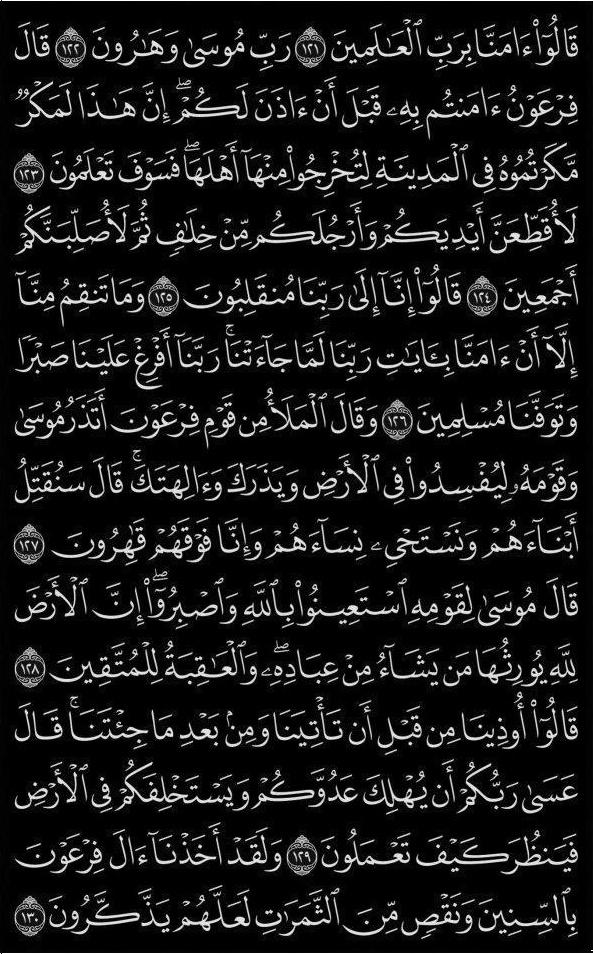 قَالُوٓا۟ ءَامَنَّا بِرَبِّ ٱلْعَٰلَمِينَ ١٢١ رَبِّ مُوسَىٰ وَهَٰرُونَ ١٢٢ قَالَ
فِرْعَوْنُ ءَامَنتُم بِهِۦ قَبْلَ أَنْ ءَاذَنَ لَكُمْ ۖ إِنَّ هَٰذَا لَمَكْرٌ
مَّكَرْتُمُوهُ فِى ٱلْمَدِينَةِ لِتُخْرِجُوا۟ مِنْهَآ أَهْلَهَا ۖ فَسَوْفَ تَعْلَمُونَ ١٢٣
لَأُقَطِّعَنَّ أَيْدِيَكُمْ وَأَرْجُلَكُم مِّنْ خِلَٰفٍ ثُمَّ لَأُصَلِّبَنَّكُمْ
أَجْمَعِينَ ١٢٤ قَالُوٓا۟ إِنَّآ إِلَىٰ رَبِّنَا مُنقَلِبُونَ ١٢٥ وَمَا تَنقِمُ مِنَّآ
إِلَّآ أَنْ ءَامَنَّا بِـَٔايَٰتِ رَبِّنَا لَمَّا جَآءَتْنَا ۚ رَبَّنَآ أَفْرِغْ عَلَيْنَا صَبْرًا
وَتَوَفَّنَا مُسْلِمِينَ ١٢٦ وَقَالَ ٱلْمَلَأُ مِن قَوْمِ فِرْعَوْنَ أَتَذَرُ مُوسَىٰ
وَقَوْمَهُۥ لِيُفْسِدُوا۟ فِى ٱلْأَرْضِ وَيَذَرَكَ وَءَالِهَتَكَ ۚ قَالَ سَنُقَتِّلُ
أَبْنَآءَهُمْ وَنَسْتَحْىِۦ نِسَآءَهُمْ وَإِنَّا فَوْقَهُمْ قَٰهِرُونَ ١٢٧
قَالَ مُوسَىٰ لِقَوْمِهِ ٱسْتَعِينُوا۟ بِٱللَّهِ وَٱصْبِرُوٓا۟ ۖ إِنَّ ٱلْأَرْضَ
لِلَّهِ يُورِثُهَا مَن يَشَآءُ مِنْ عِبَادِهِۦ ۖ وَٱلْعَٰقِبَةُ لِلْمُتَّقِينَ ١٢٨
قَالُوٓا۟ أُوذِينَا مِن قَبْلِ أَن تَأْتِيَنَا وَمِنۢ بَعْدِ مَا جِئْتَنَا ۚ قَالَ
عَسَىٰ رَبُّكُمْ أَن يُهْلِكَ عَدُوَّكُمْ وَيَسْتَخْلِفَكُمْ فِى ٱلْأَرْضِ
فَيَنظُرَ كَيْفَ تَعْمَلُونَ ١٢٩ وَلَقَدْ أَخَذْنَآ ءَالَ فِرْعَوْنَ
بِٱلسِّنِينَ وَنَقْصٍ مِّنَ ٱلثَّمَرَٰتِ لَعَلَّهُمْ يَذَّكَّرُونَ ١٣٠